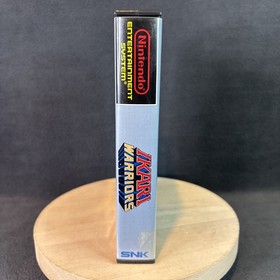 Nintendo
ENTERTAINMENT
SYSTEM
IKARI
WARRIORS
SNK